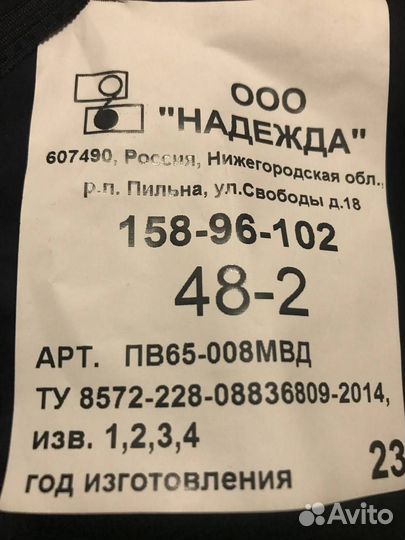 ООО
"НАДЕЖДА"
607490, Россия, Нижегородская обл.,
р.п. Пильна, ул.Свободы д.18
158-96-102
48-2
АРТ. ПВ65-008МВД
ТУ 8572-228-08836809-2014,
изв. 1,2,3,4
год изготовления 23
Avito